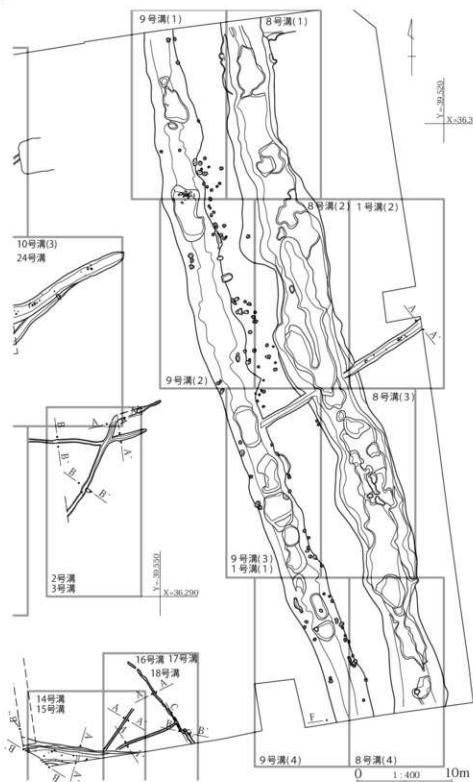 9号溝(1)
8号溝(1)
Y=-39.520
X=36.3
8号溝(2)
1号溝(2)
10号溝(3)
24号溝
A
A'
9号溝(2)
8号溝(3)
B
A
B'
A'
B
B'
2号溝
3号溝
Y=-39.550
X=36.290
9号溝(3)
1号溝(1)
16号溝 17号溝
18号溝
14号溝
15号溝
A
A
A'
C
B'
B'
A
A'
B
F
9号溝(4)
8号溝(4)
0
1:400
10m